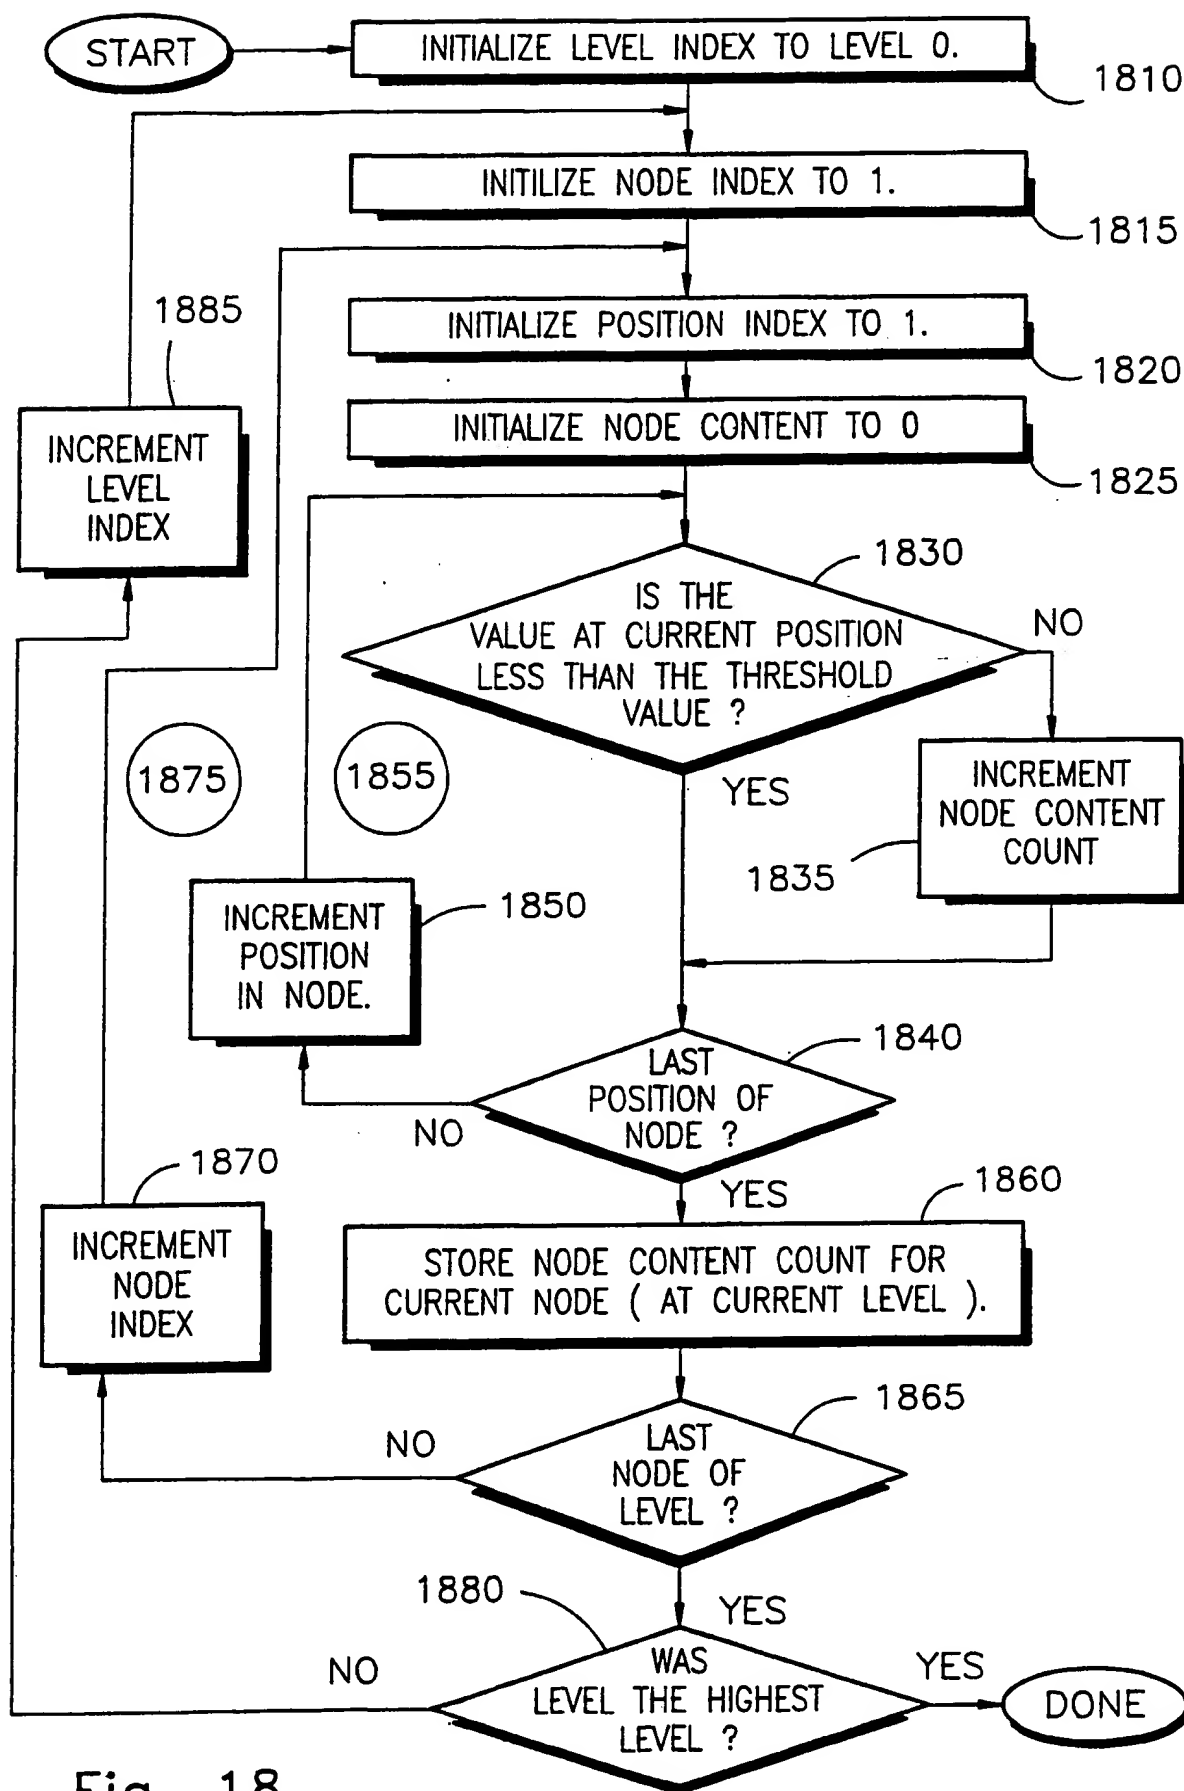 START
INITIALIZE LEVEL INDEX TO LEVEL 0.
1810
INITILIZE NODE INDEX TO 1.
1815
1885
INITIALIZE POSITION INDEX TO 1.
1820
INITIALIZE NODE CONTENT TO 0
1825
INCREMENT
LEVEL
INDEX
1830
IS THE
VALUE AT CURRENT POSITION
LESS THAN THE THRESHOLD
VALUE ?
NO
YES
1875
1855
INCREMENT
NODE CONTENT
COUNT
1835
INCREMENT
POSITION
IN NODE.
1850
1840
LAST
POSITION OF
NODE ?
NO
YES
1870
1860
INCREMENT
NODE
INDEX
STORE NODE CONTENT COUNT FOR
CURRENT NODE ( AT CURRENT LEVEL ).
1865
LAST
NODE OF
LEVEL ?
NO
YES
1880
WAS
LEVEL THE HIGHEST
LEVEL ?
NO
YES
DONE
Fig. 18